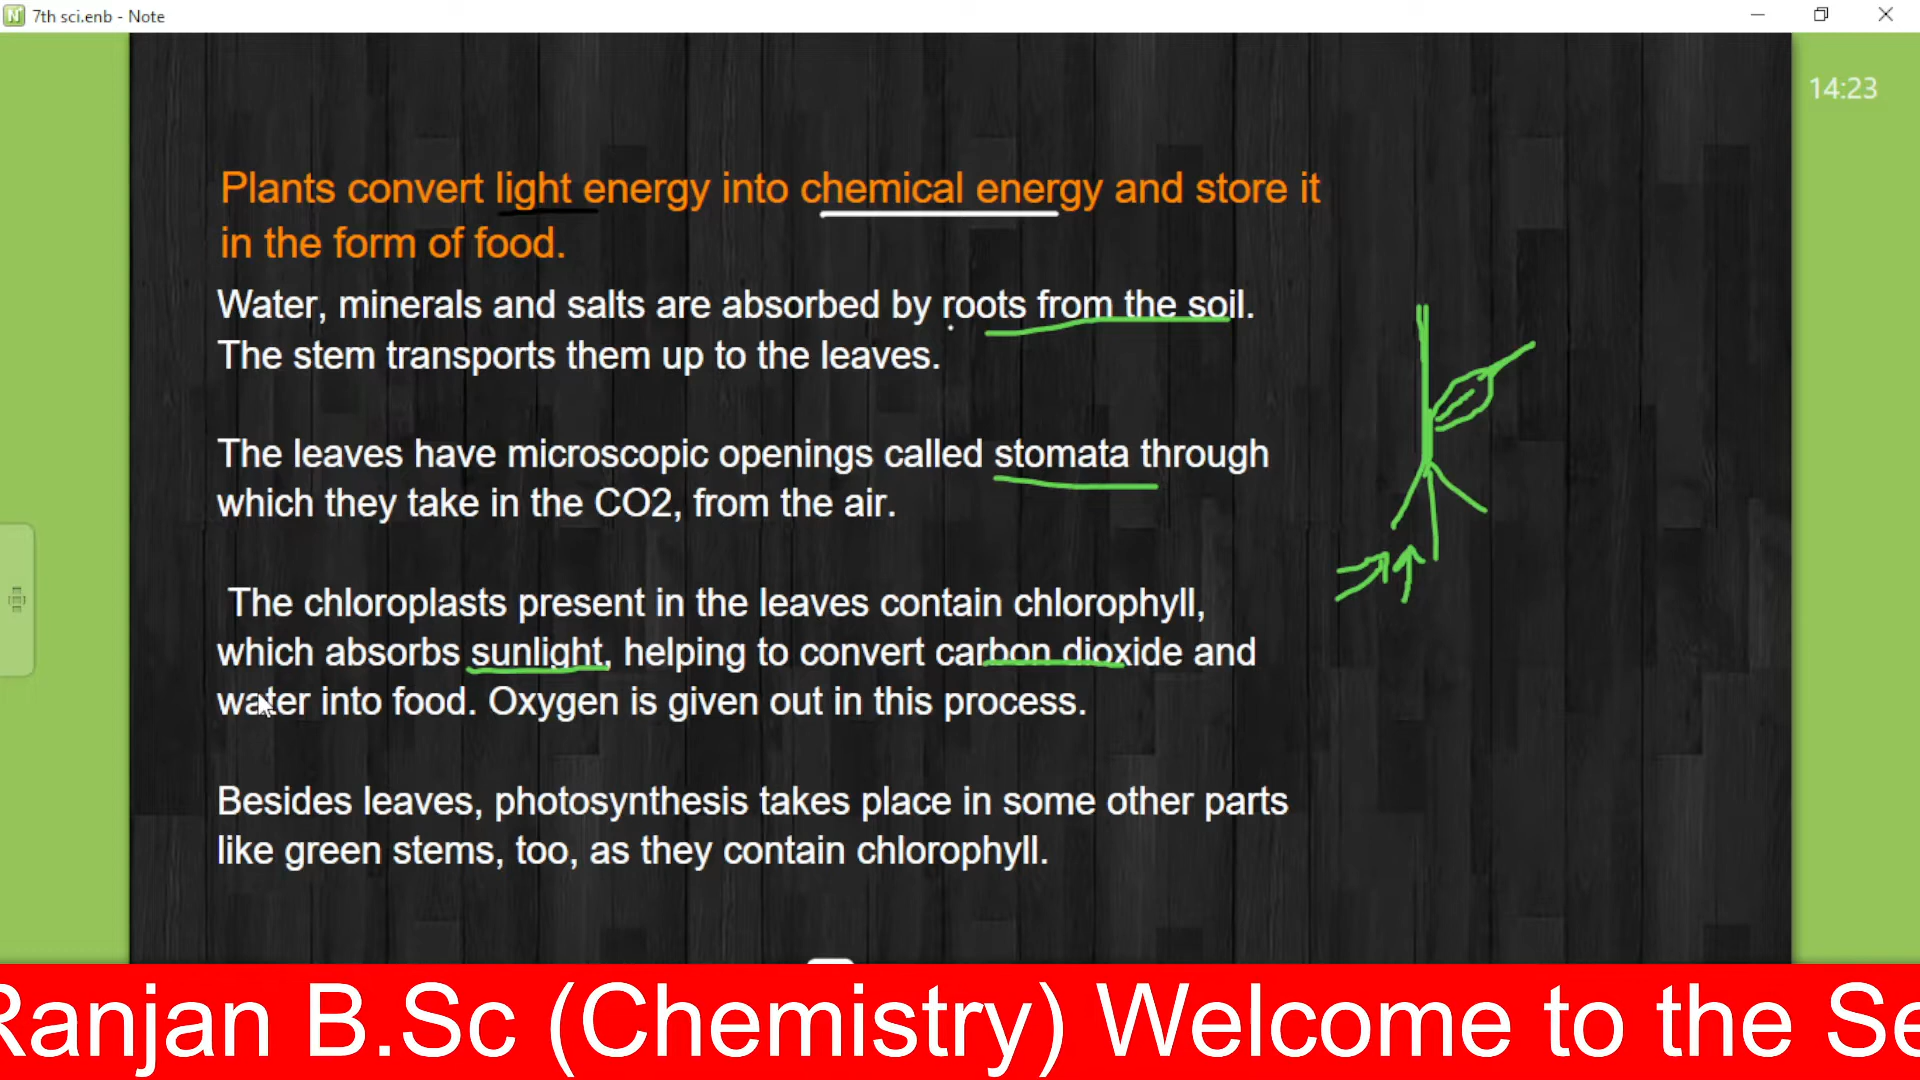 7th sci.enb - Note
14:23
Plants convert light energy into chemical energy and store it
in the form of food.
Water, minerals and salts are absorbed by roots from the soil.
The stem transports them up to the leaves.
The leaves have microscopic openings called stomata through
which they take in the CO2, from the air.
The chloroplasts present in the leaves contain chlorophyll,
which absorbs sunlight, helping to convert carbon dioxide and
water into food. Oxygen is given out in this process.
Besides leaves, photosynthesis takes place in some other parts
like green stems, too, as they contain chlorophyll.
Ranjan B.Sc (Chemistry) Welcome to the Se